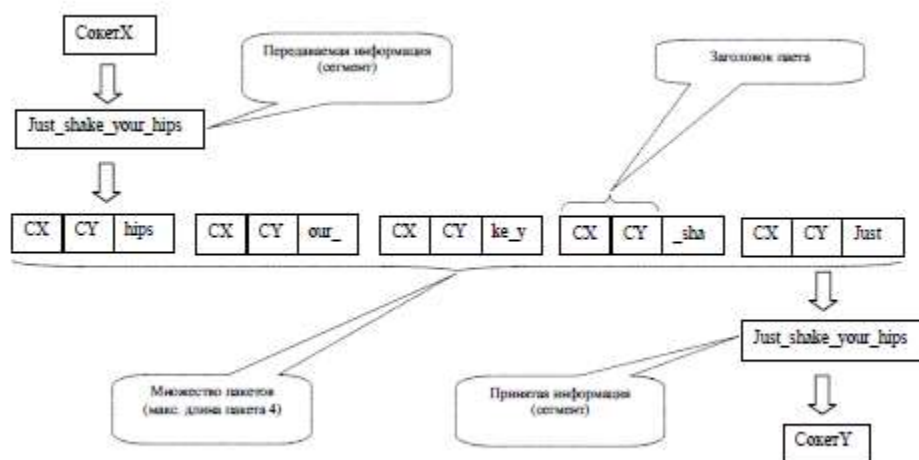 СокетX
Передаваемая информация
(сегмент)
Заголовок пакета
Just_shake_your_hips
CX CY hips CX CY our_ CX CY ke_y CX CY _sha CX CY Just
Just_shake_your_hips
Множество пакетов
(макс. длина пакета 4)
Принятая информация
(сегмент)
СокетY